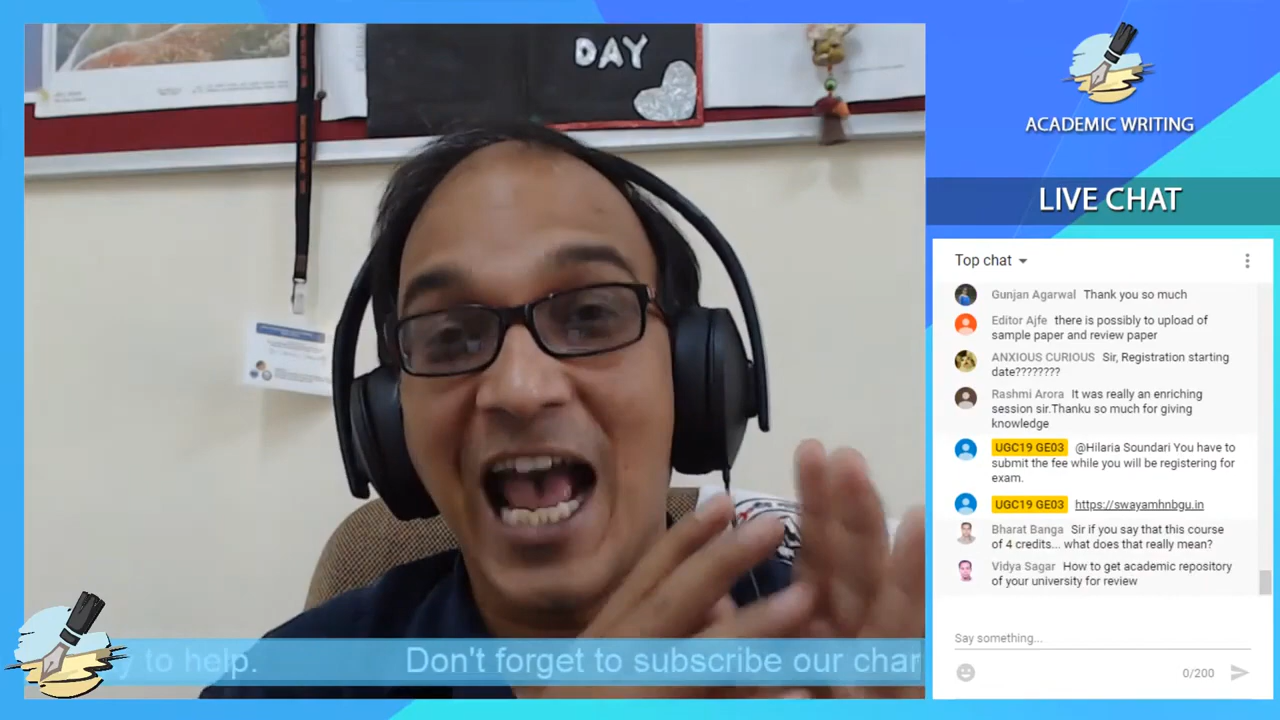 DAY
ACADEMIC WRITING
LIVE CHAT
Top chat
Gunjan Agarwal Thank you so much
Editor Ajfe there is possibly to upload of
sample paper and review paper
ANXIOUS CURIOUS Sir, Registration starting
date????????
Rashmi Arora It was really an enriching
session sir.Thanku so much for giving
knowledge
UGC19 GE03 @Hilaria Soundari You have to
submit the fee while you will be registering for
exam.
UGC19 GE03 https://swayamhnbgu.in
Bharat Banga Sir if you say that this course
of 4 credits... what does that really mean?
Vidya Sagar How to get academic repository
of your university for review
Say something...
0/200
y to help. Don't forget to subscribe our char